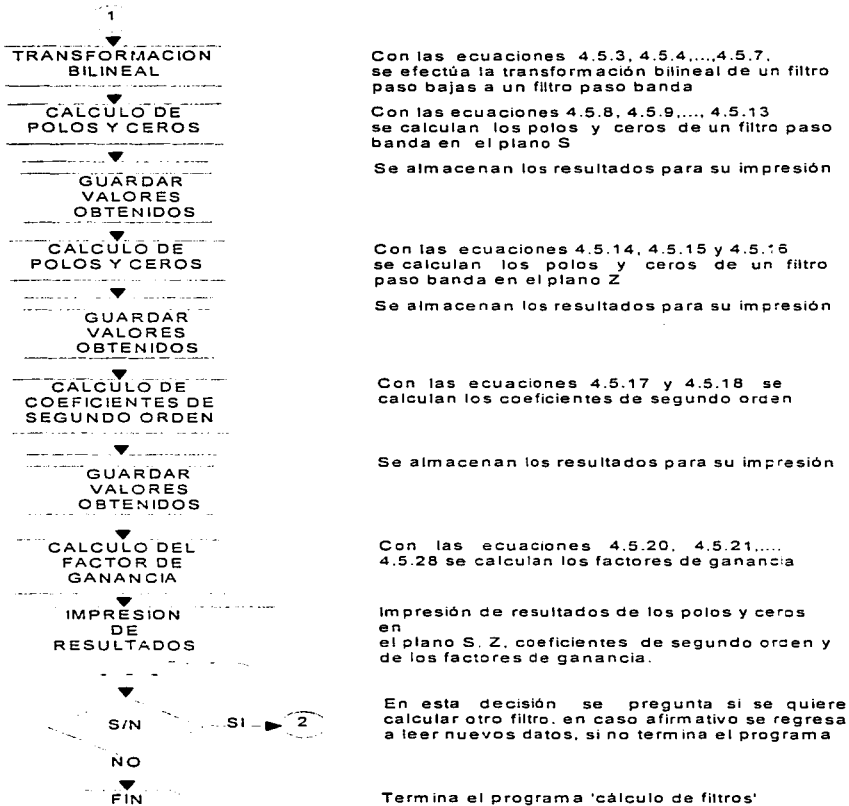 1
TRANSFORMACION
BILINEAL
Con las ecuaciones 4.5.3, 4.5.4,...,4.5.7,
se efectúa la transformación bilineal de un filtro
paso bajas a un filtro paso banda
CALCULO DE
POLOS Y CEROS
Con las ecuaciones 4.5.8, 4.5.9,..., 4.5.13
se calculan los polos y ceros de un filtro paso
banda en el plano S
GUARDAR
VALORES
OBTENIDOS
Se almacenan los resultados para su impresión
CALCULO DE
POLOS Y CEROS
Con las ecuaciones 4.5.14, 4.5.15 y 4.5.16
se calculan los polos y ceros de un filtro
paso banda en el plano Z
GUARDAR
VALORES
OBTENIDOS
Se almacenan los resultados para su impresión
CALCULO DE
COEFICIENTES DE
SEGUNDO ORDEN
Con las ecuaciones 4.5.17 y 4.5.18 se
calculan los coeficientes de segundo orden
GUARDAR
VALORES
OBTENIDOS
Se almacenan los resultados para su impresión
CALCULO DEL
FACTOR DE
GANANCIA
Con las ecuaciones 4.5.20, 4.5.21,....
4.5.28 se calculan los factores de ganancia
IMPRESION
DE
RESULTADOS
Impresión de resultados de los polos y ceros
en
el plano S, Z, coeficientes de segundo orden y
de los factores de ganancia.
S/N
SI
2
En esta decisión se pregunta si se quiere
calcular otro filtro, en caso afirmativo se regresa
a leer nuevos datos, si no termina el programa
NO
FIN
Termina el programa 'cálculo de filtros'